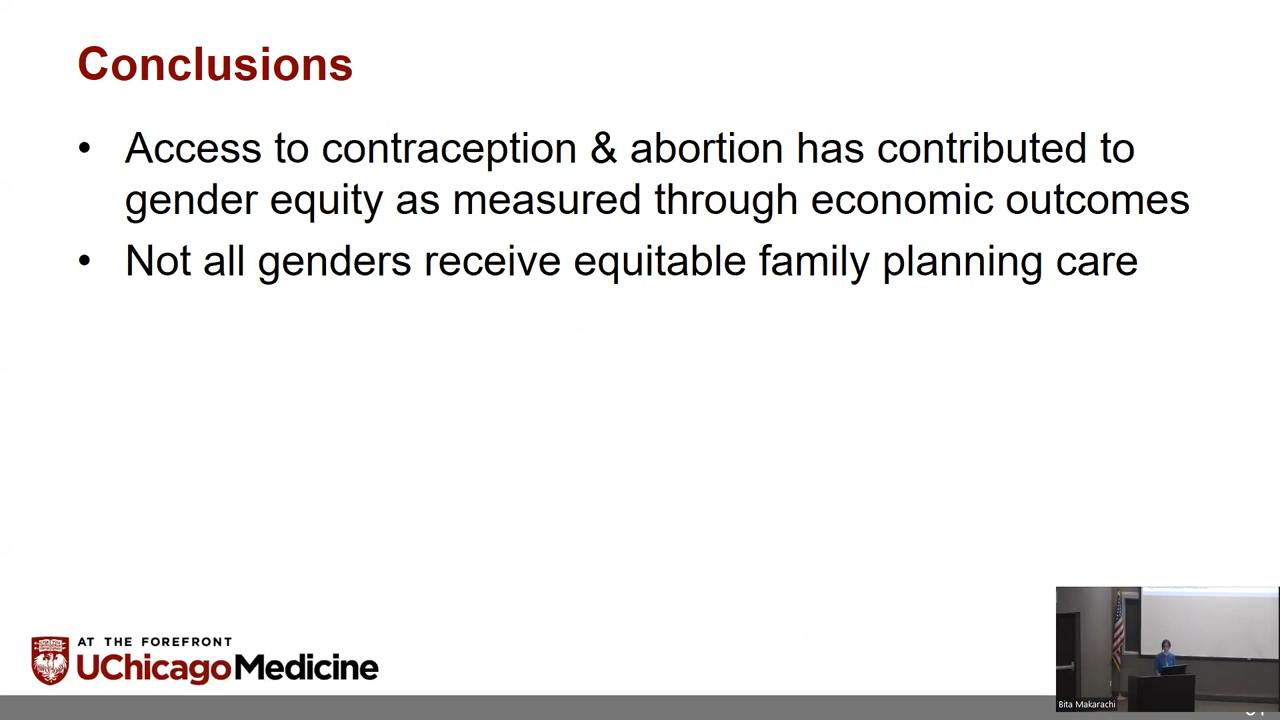 Conclusions
• Access to contraception & abortion has contributed to
gender equity as measured through economic outcomes
• Not all genders receive equitable family planning care
AT THE FOREFRONT
UChicagoMedicine
Bita Makarachi